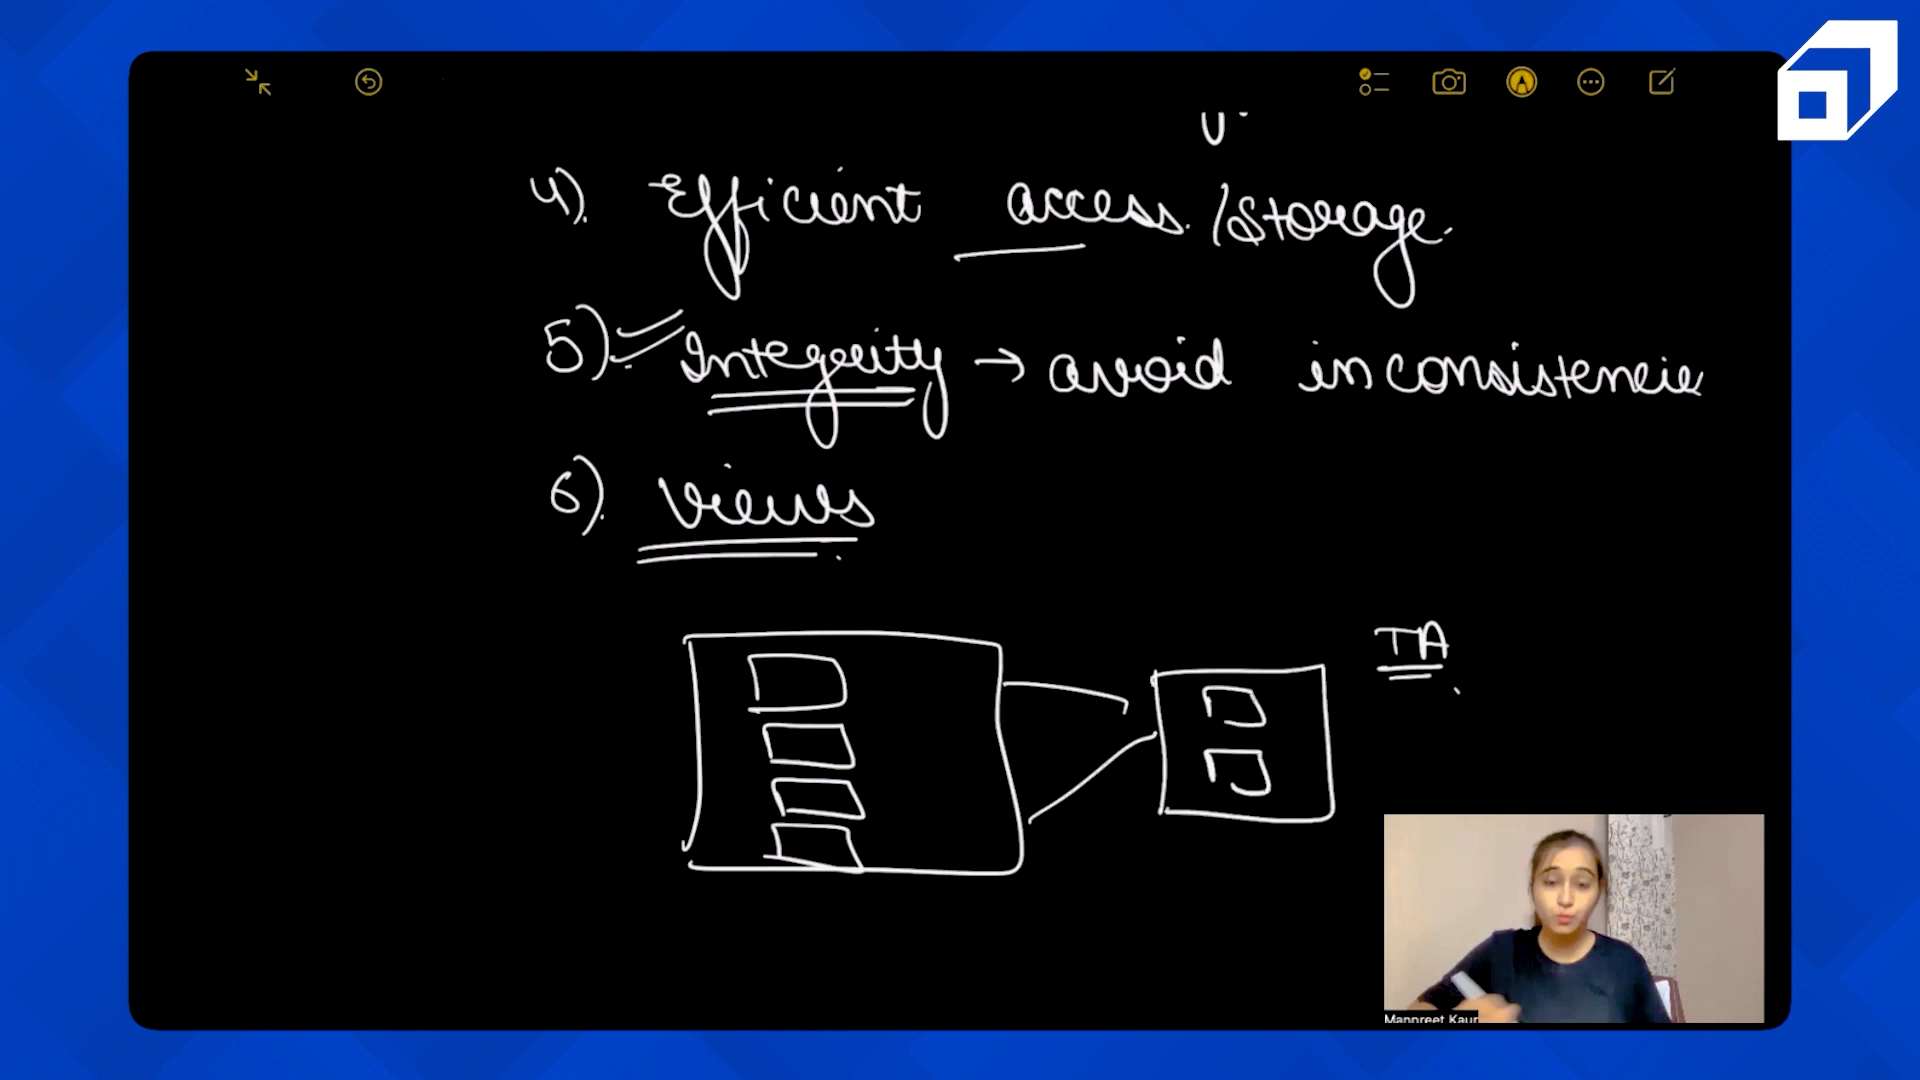 4). Efficient access. /Storage.
5). Integrity → avoid inconsistencie
6). Views
TA
Manpreet Kaur